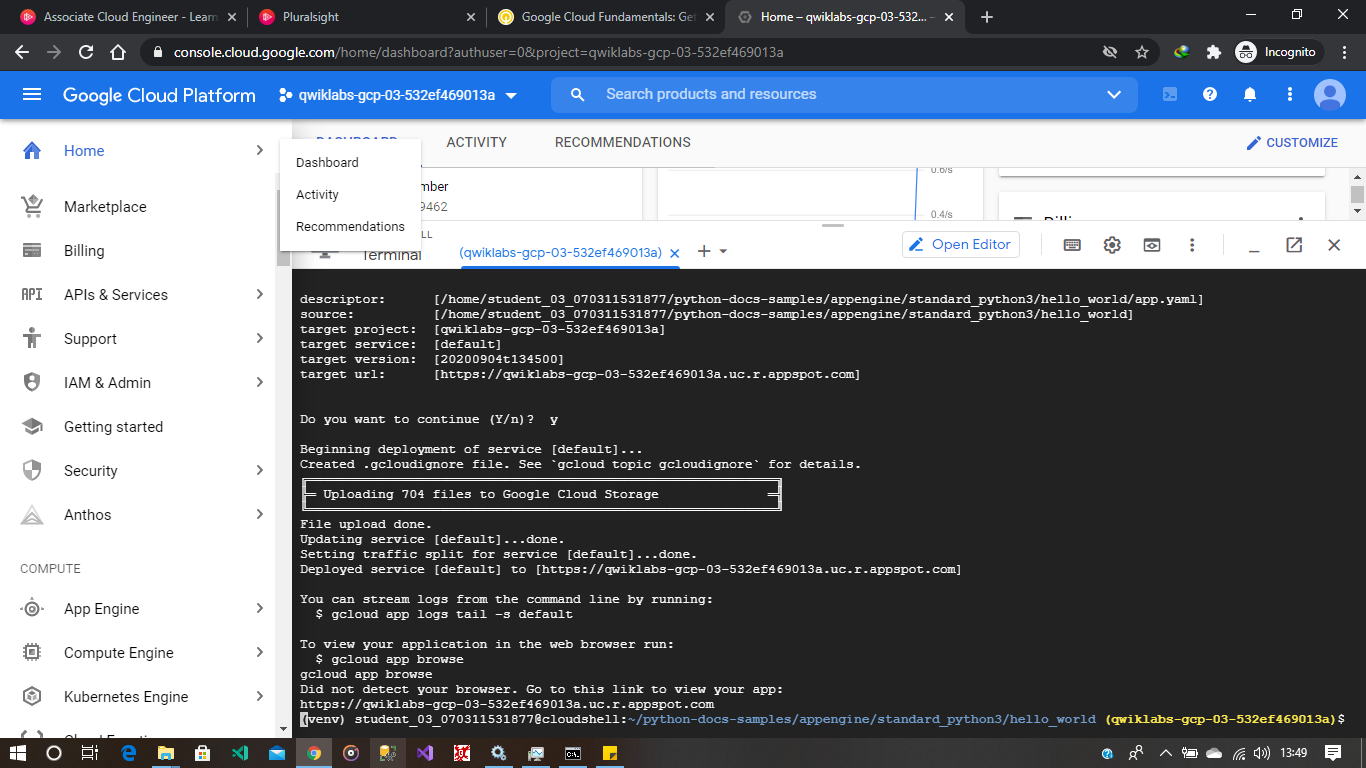 Associate Cloud Engineer - Lear
Pluralsight
Google Cloud Fundamentals: Get
Home – qwiklabs-gcp-03-532...
console.cloud.google.com/home/dashboard?authuser=0&project=qwiklabs-gcp-03-532ef469013a
Incognito
Google Cloud Platform
qwiklabs-gcp-03-532ef469013a
Search products and resources
Home
Marketplace
Billing
API APIs & Services
Support
IAM & Admin
Getting started
Security
Anthos
COMPUTE
App Engine
Compute Engine
Kubernetes Engine
DASHBOARD
ACTIVITY
RECOMMENDATIONS
CUSTOMIZE
Dashboard
Activity
Recommendations
mber
9462
0.6/s
0.4/s
Billing
LL
Terminal
(qwiklabs-gcp-03-532ef469013a)
Open Editor
descriptor: [/home/student_03_070311531877/python-docs-samples/appengine/standard_python3/hello_world/app.yaml]
source: [/home/student_03_070311531877/python-docs-samples/appengine/standard_python3/hello_world]
target project: [qwiklabs-gcp-03-532ef469013a]
target service: [default]
target version: [20200904t134500]
target url: [https://qwiklabs-gcp-03-532ef469013a.uc.r.appspot.com]
Do you want to continue (Y/n)? y
Beginning deployment of service [default]...
Created .gcloudignore file. See `gcloud topic gcloudignore` for details.
Uploading 704 files to Google Cloud Storage
File upload done.
Updating service [default]...done.
Setting traffic split for service [default]...done.
Deployed service [default] to [https://qwiklabs-gcp-03-532ef469013a.uc.r.appspot.com]
You can stream logs from the command line by running:
$ gcloud app logs tail -s default
To view your application in the web browser run:
$ gcloud app browse
gcloud app browse
Did not detect your browser. Go to this link to view your app:
https://qwiklabs-gcp-03-532ef469013a.uc.r.appspot.com
(venv) student_03_070311531877@cloudshell:~/python-docs-samples/appengine/standard_python3/hello_world (qwiklabs-gcp-03-532ef469013a)$
13:49